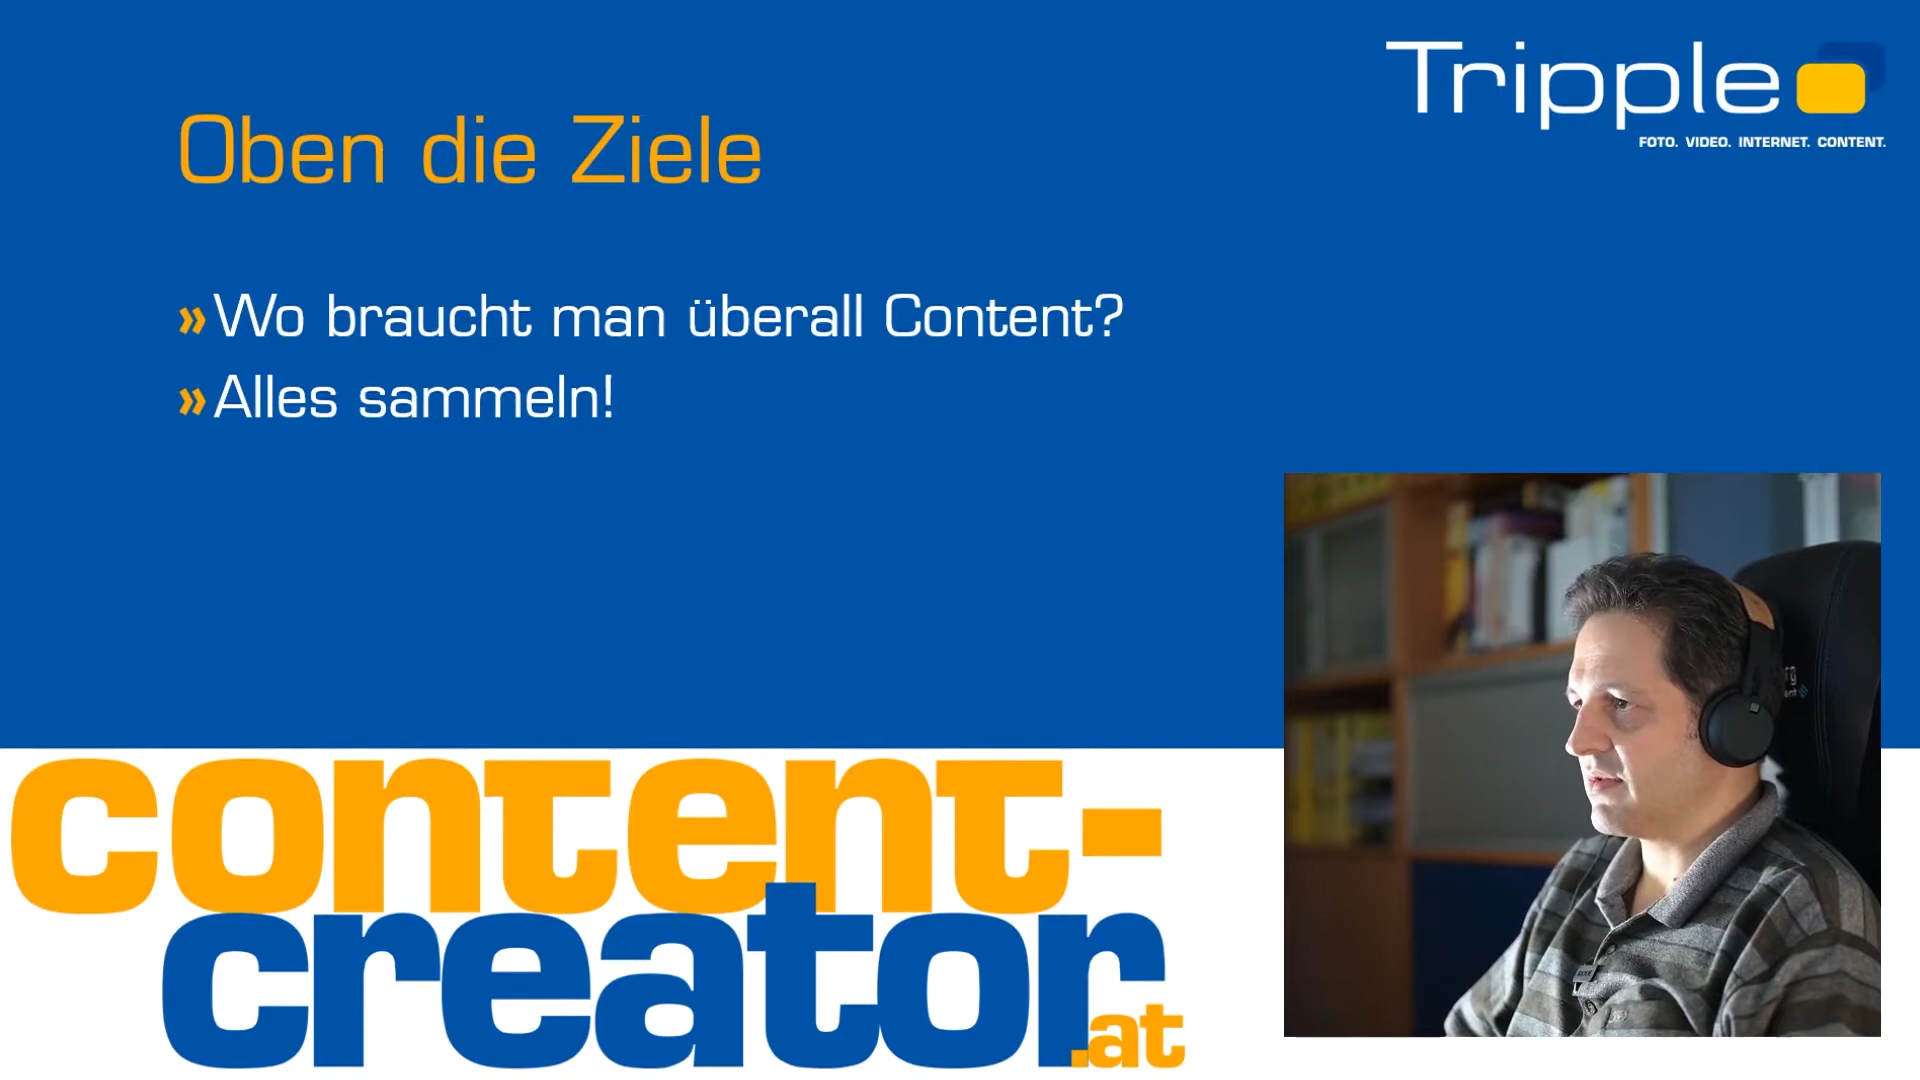 Tripple
FOTO. VIDEO. INTERNET. CONTENT.
Oben die Ziele
» Wo braucht man überall Content?
» Alles sammeln!
content-
creator
.at